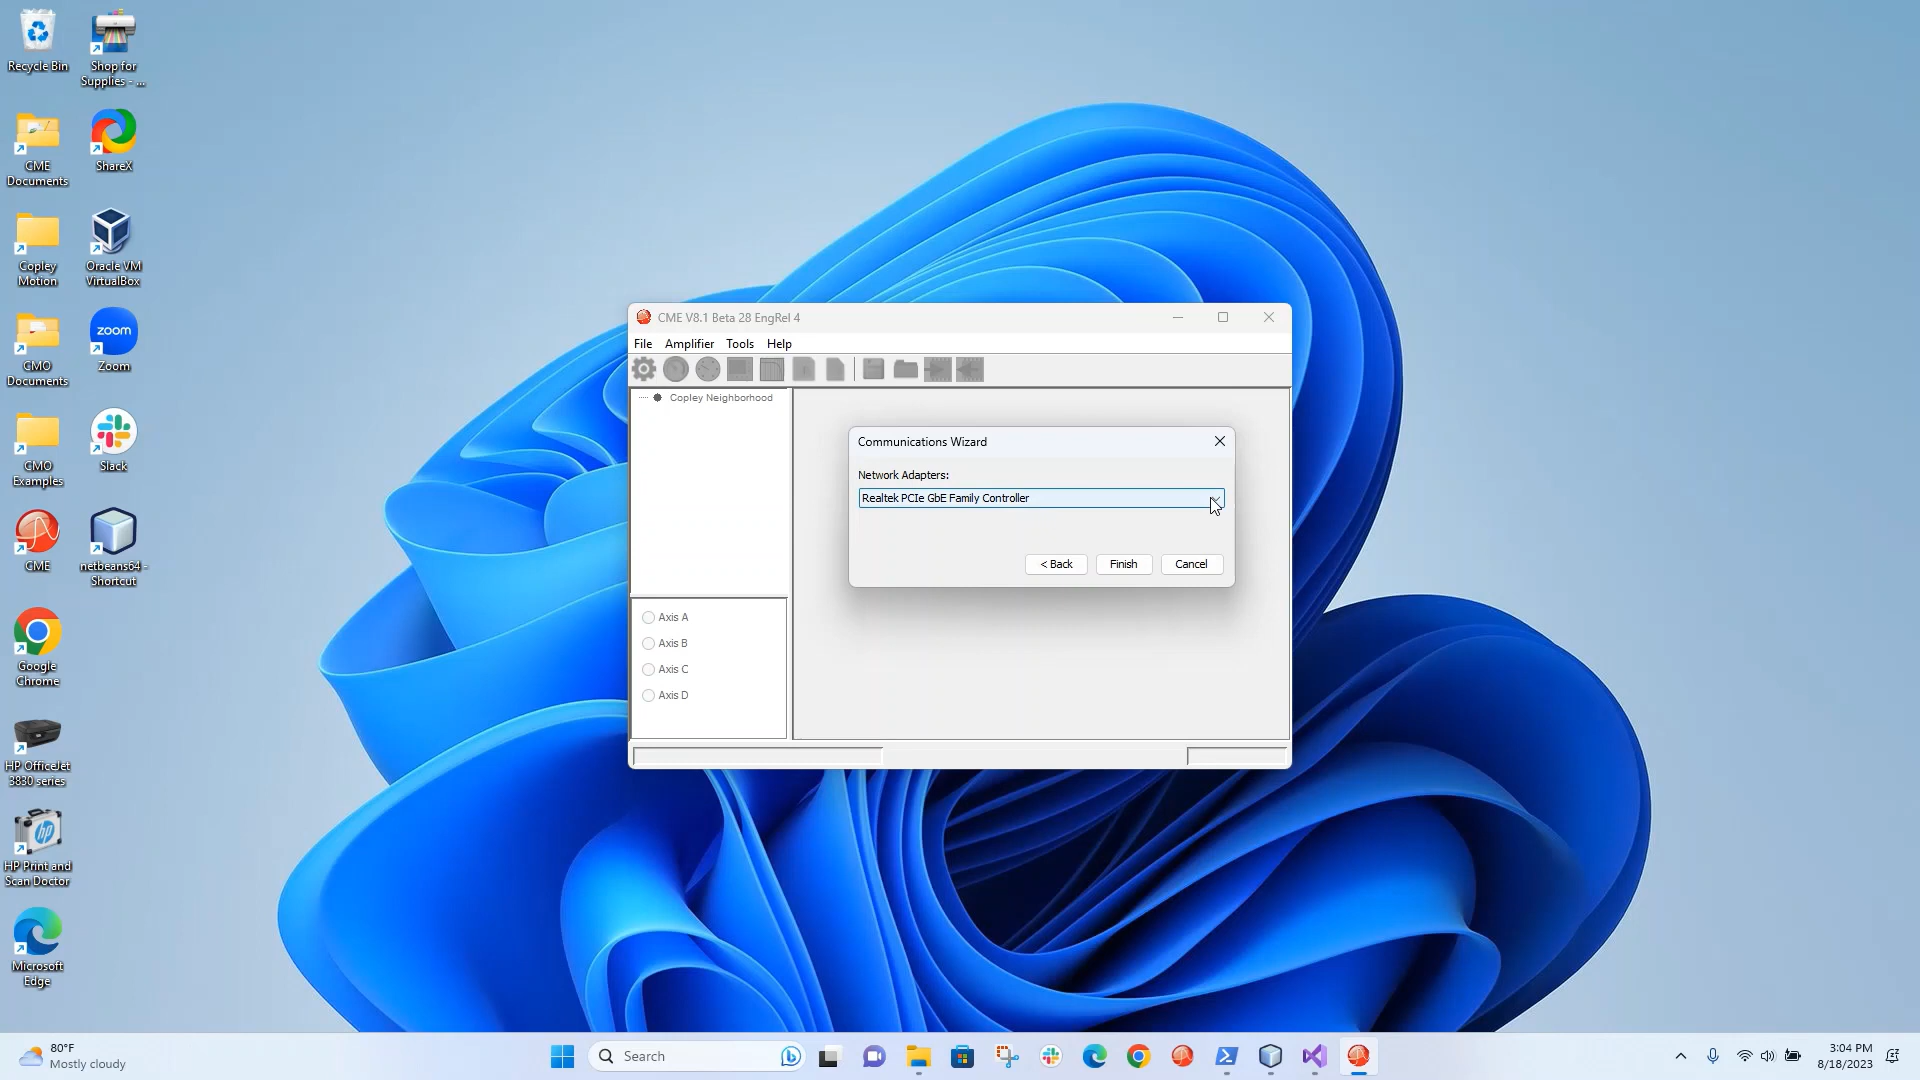 Recycle Bin
Shop for
Supplies - ...
CME
Documents
ShareX
Copley
Motion
Oracle VM
VirtualBox
CMO
Documents
zoom
Zoom
CMO
Examples
Slack
CME
netbeans64 -
Shortcut
Google
Chrome
HP OfficeJet
3830 series
HP Print and
Scan Doctor
Microsoft
Edge
CME V8.1 Beta 28 EngRel 4
File Amplifier Tools Help
Copley Neighborhood
Axis A
Axis B
Axis C
Axis D
Communications Wizard
Network Adapters:
Realtek PCIe GbE Family Controller
< Back Finish Cancel
80°F
Mostly cloudy
Search
3:04 PM
8/18/2023